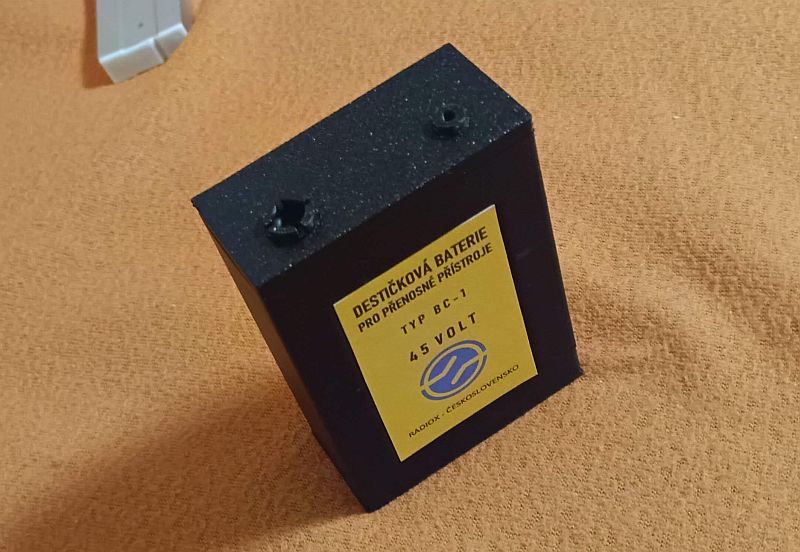 DESTIČKOVÁ BATERIE
PRO PŘENOSNÉ PŘÍSTROJE
TYP BC-1
45 VOLT
RADIOX - ČESKOSLOVENSKO